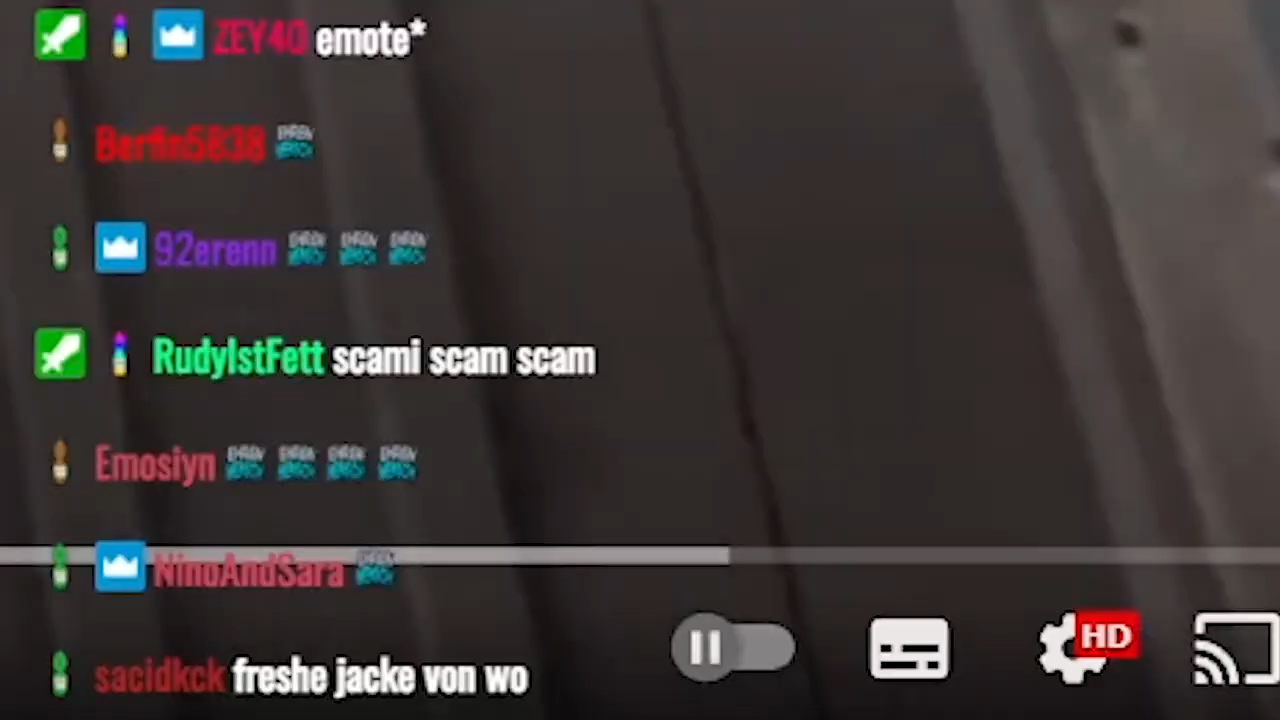 ZEY40 emote*
Berfin5838
92erenn
RudyIstFett scami scam scam
Emosiyn
NinoAndSara
HD
sacidkck freshe jacke von wo